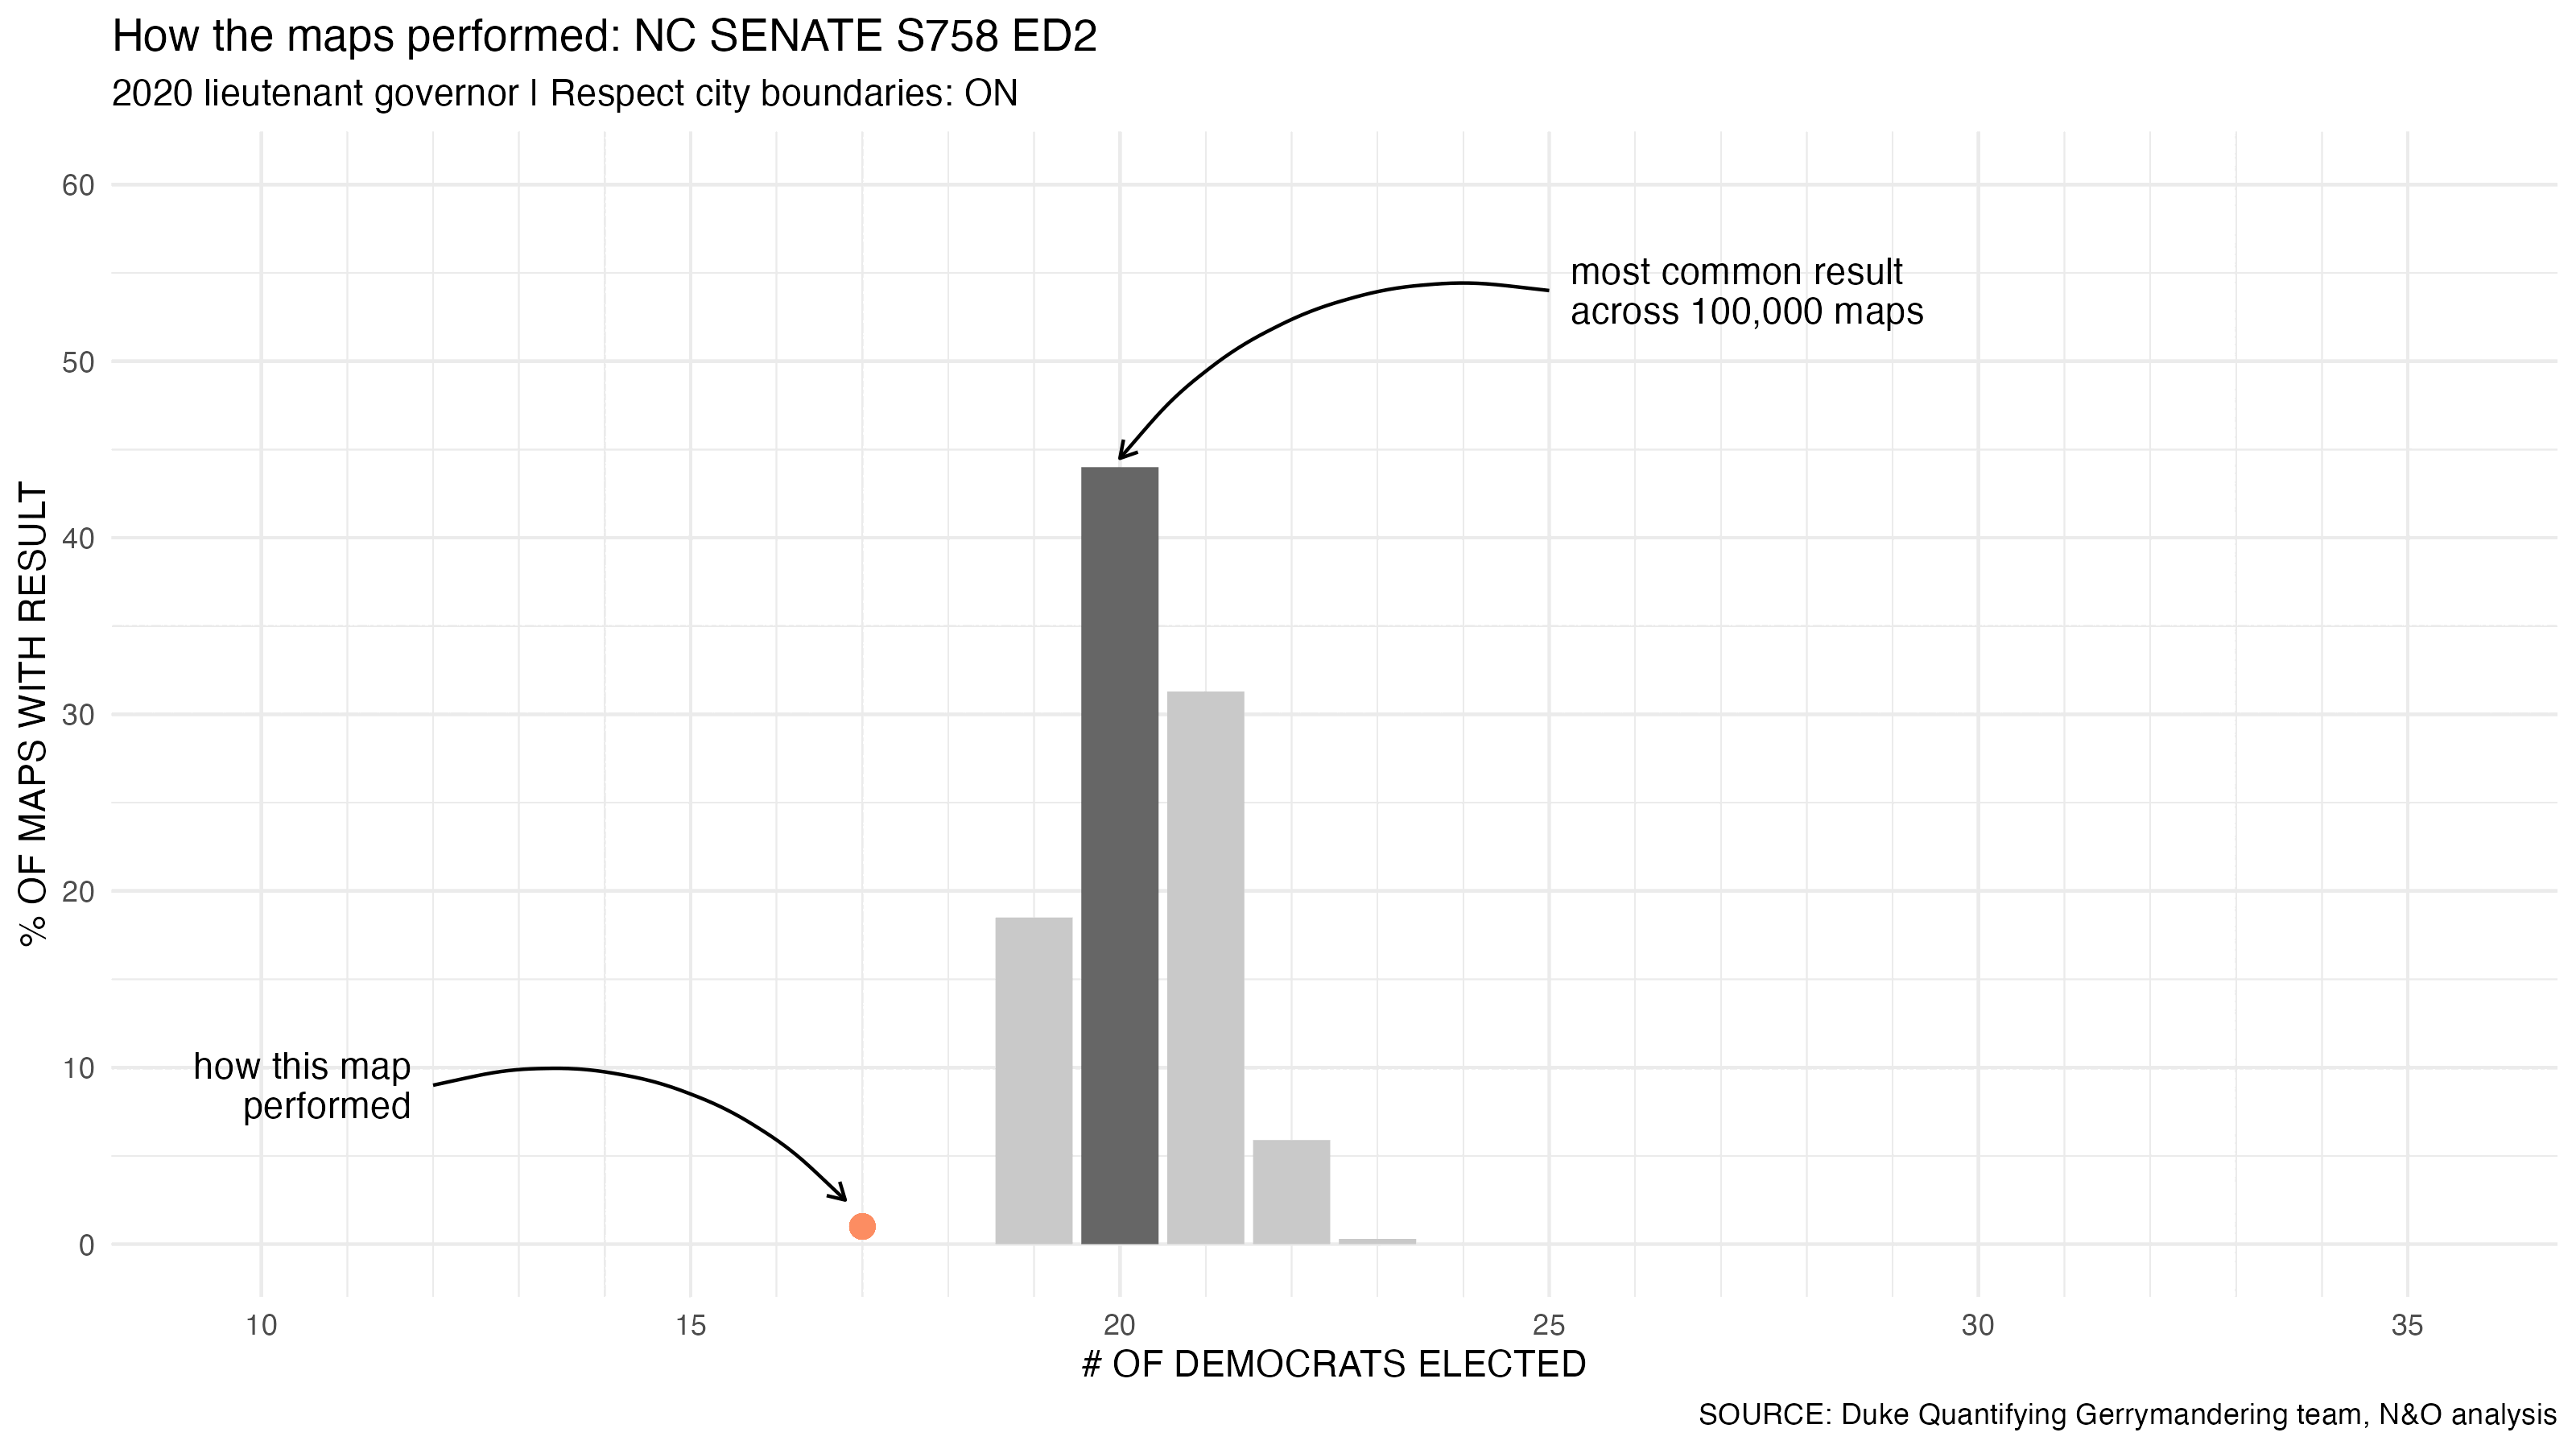 How the maps performed: NC SENATE S758 ED2
2020 lieutenant governor | Respect city boundaries: ON
% OF MAPS WITH RESULT
60
50
40
30
20
10
0
most common result
across 100,000 maps
how this map
performed
10
15
20
25
30
35
# OF DEMOCRATS ELECTED
SOURCE: Duke Quantifying Gerrymandering team, N&O analysis